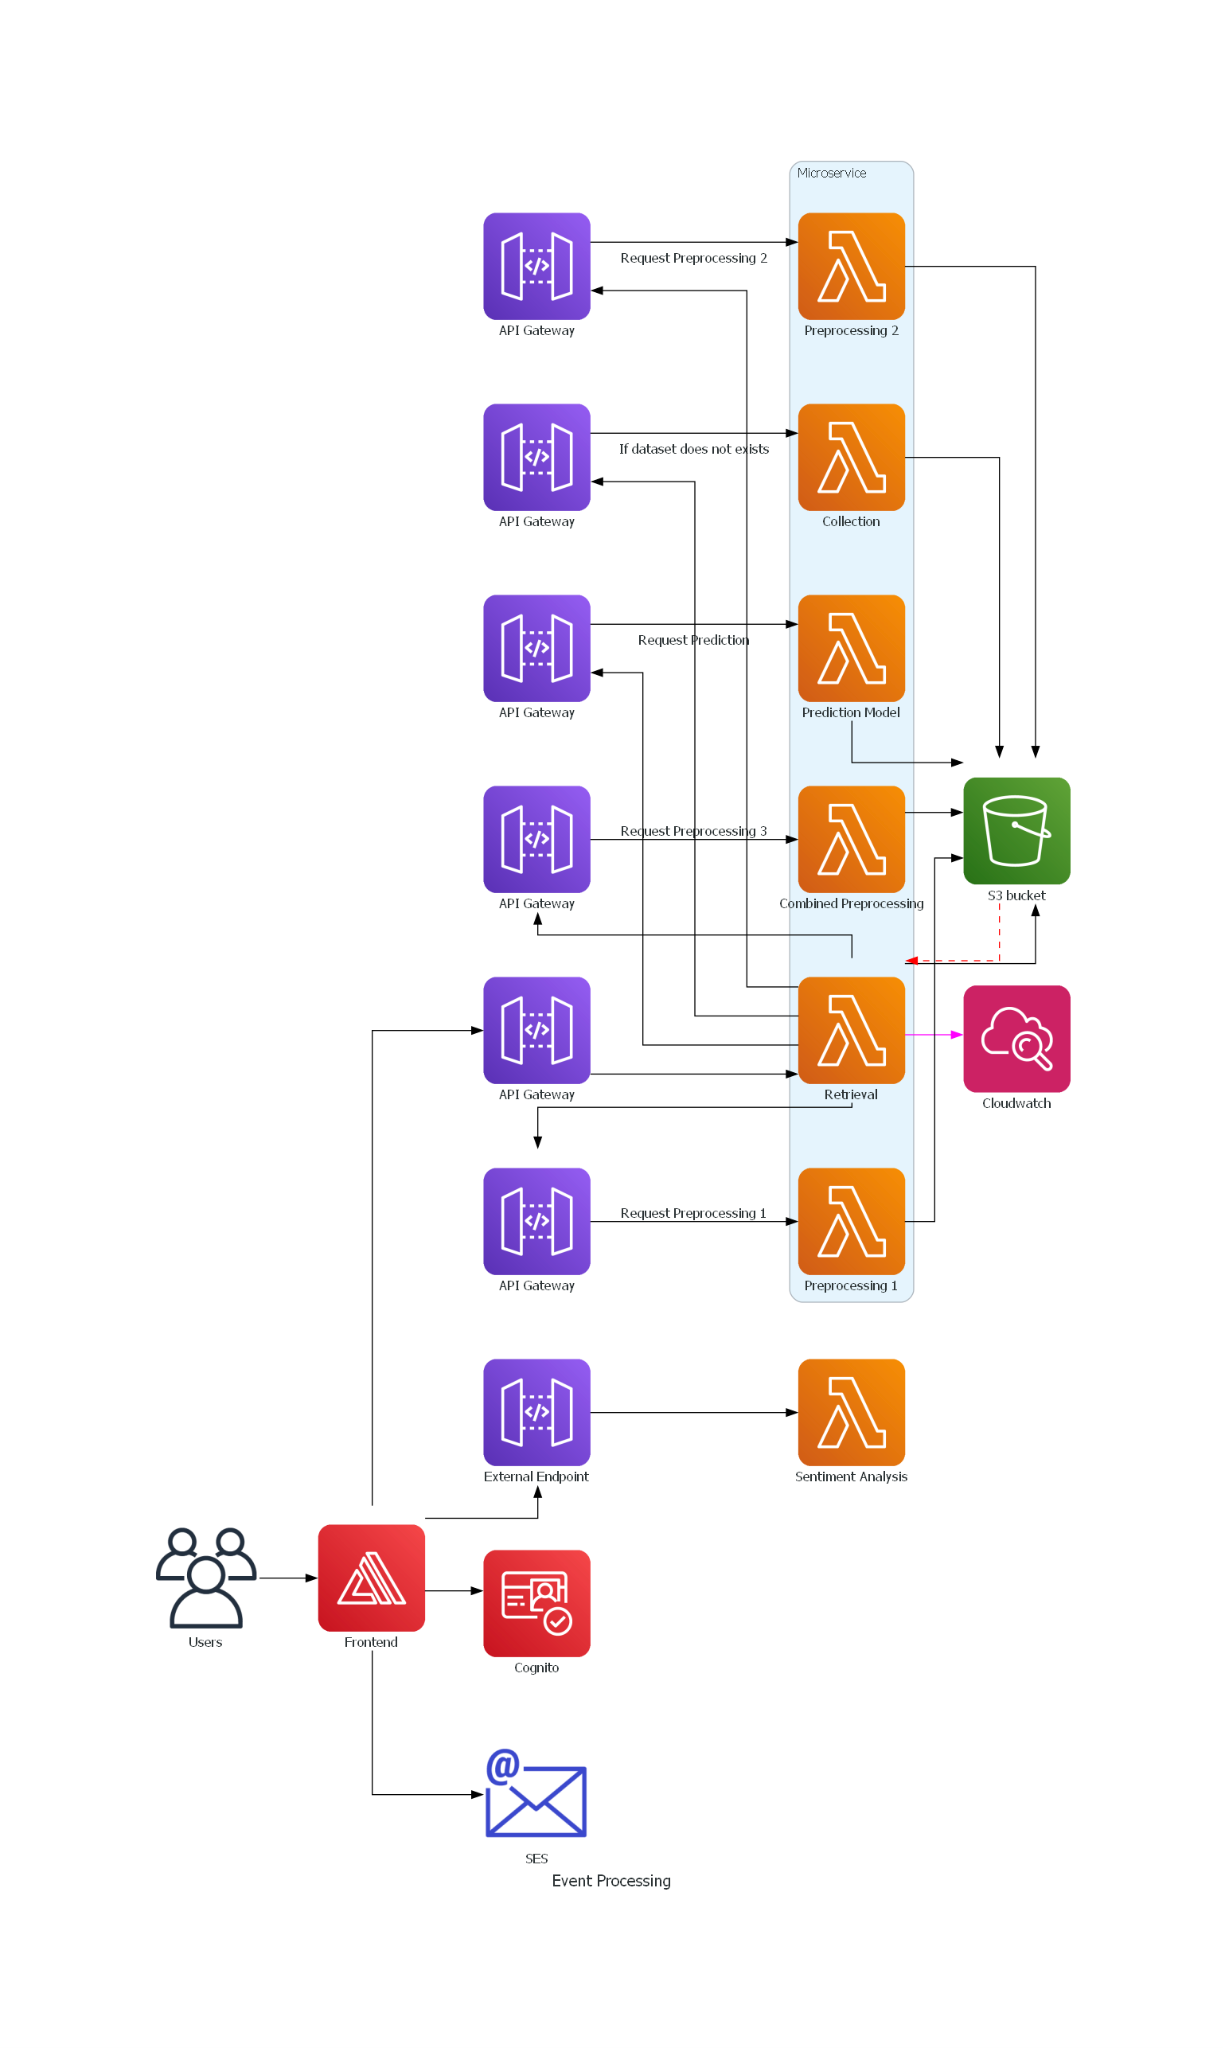 Microservice
Request Preprocessing 2
API Gateway
Preprocessing 2
If dataset does not exists
API Gateway
Collection
Request Prediction
API Gateway
Prediction Model
Request Preprocessing 3
API Gateway
Combined Preprocessing
S3 bucket
API Gateway
Retrieval
Cloudwatch
Request Preprocessing 1
API Gateway
Preprocessing 1
External Endpoint
Sentiment Analysis
Users
Frontend
Cognito
@
SES
Event Processing